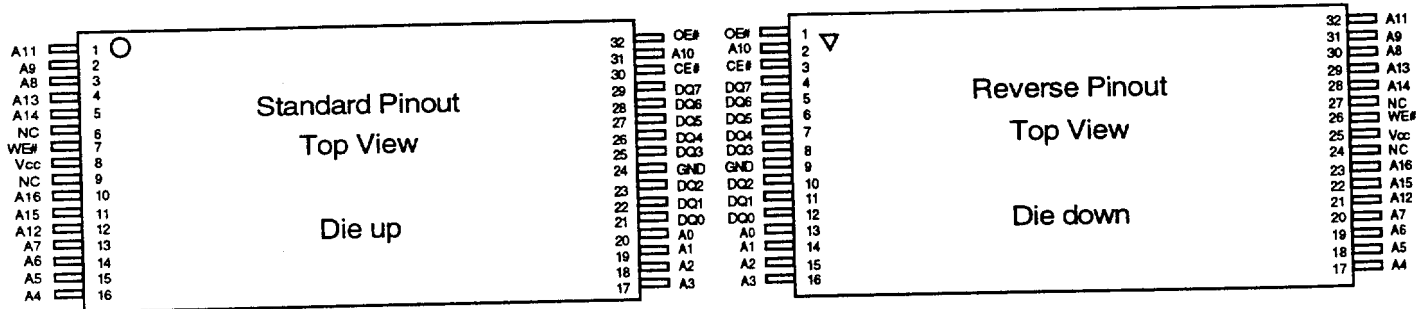 A11 1 32 OE#
A9 2 31 A10
A8 3 30 CE#
A13 4 29 DQ7
A14 5 28 DQ6
NC 6 27 DQ5
WE# 7 26 DQ4
Vcc 8 25 DQ3
NC 9 24 GND
A16 10 23 DQ2
A15 11 22 DQ1
A12 12 21 DQ0
A7 13 20 A0
A6 14 19 A1
A5 15 18 A2
A4 16 17 A3
Standard Pinout
Top View
Die up
OE# 1 32 A11
A10 2 31 A9
CE# 3 30 A8
DQ7 4 29 A13
DQ6 5 28 A14
DQ5 6 27 NC
DQ4 7 26 WE#
DQ3 8 25 Vcc
GND 9 24 NC
DQ2 10 23 A16
DQ1 11 22 A15
DQ0 12 21 A12
A0 13 20 A7
A1 14 19 A6
A2 15 18 A5
A3 16 17 A4
Reverse Pinout
Top View
Die down